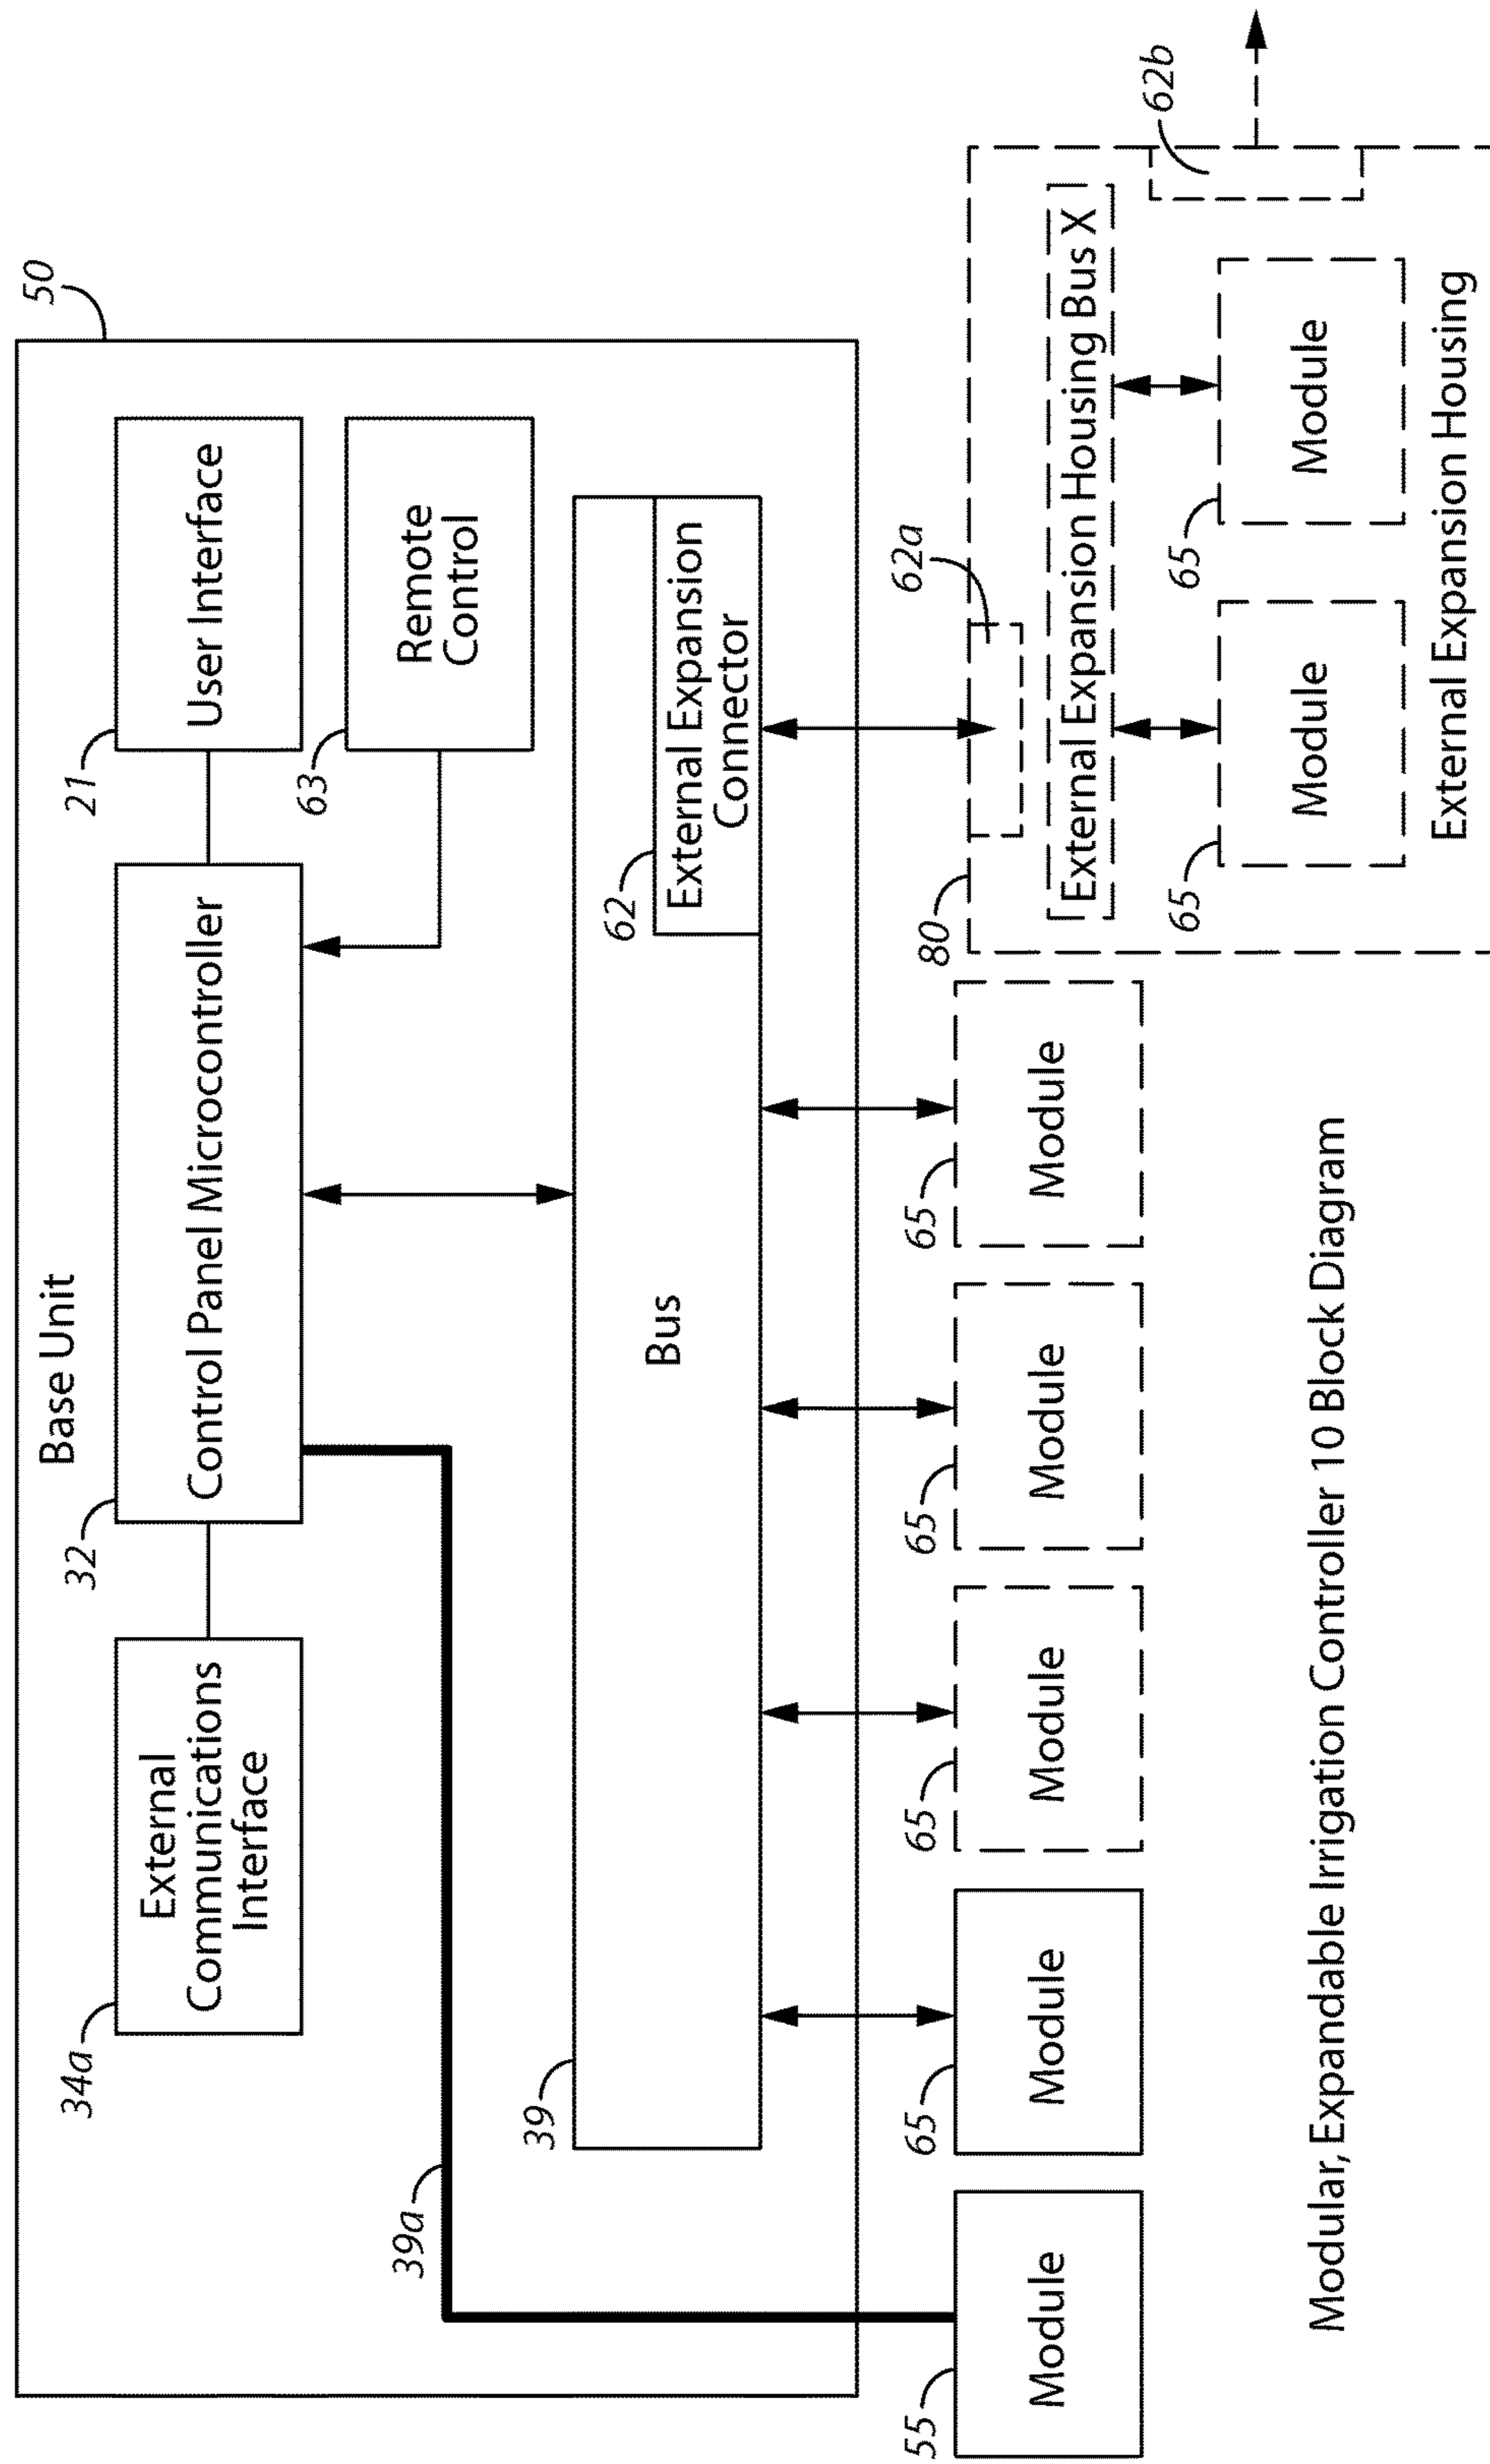 50
Base Unit
34a
External
Communications
Interface
32
Control Panel Microcontroller
21
User Interface
63
Remote
Control
39a
39
Bus
62
External Expansion
Connector
55
Module
65
Module
65
Module
65
Module
65
Module
80
62a
62b
External Expansion Housing Bus X
65
Module
65
Module
External Expansion Housing
Modular, Expandable Irrigation Controller 10 Block Diagram